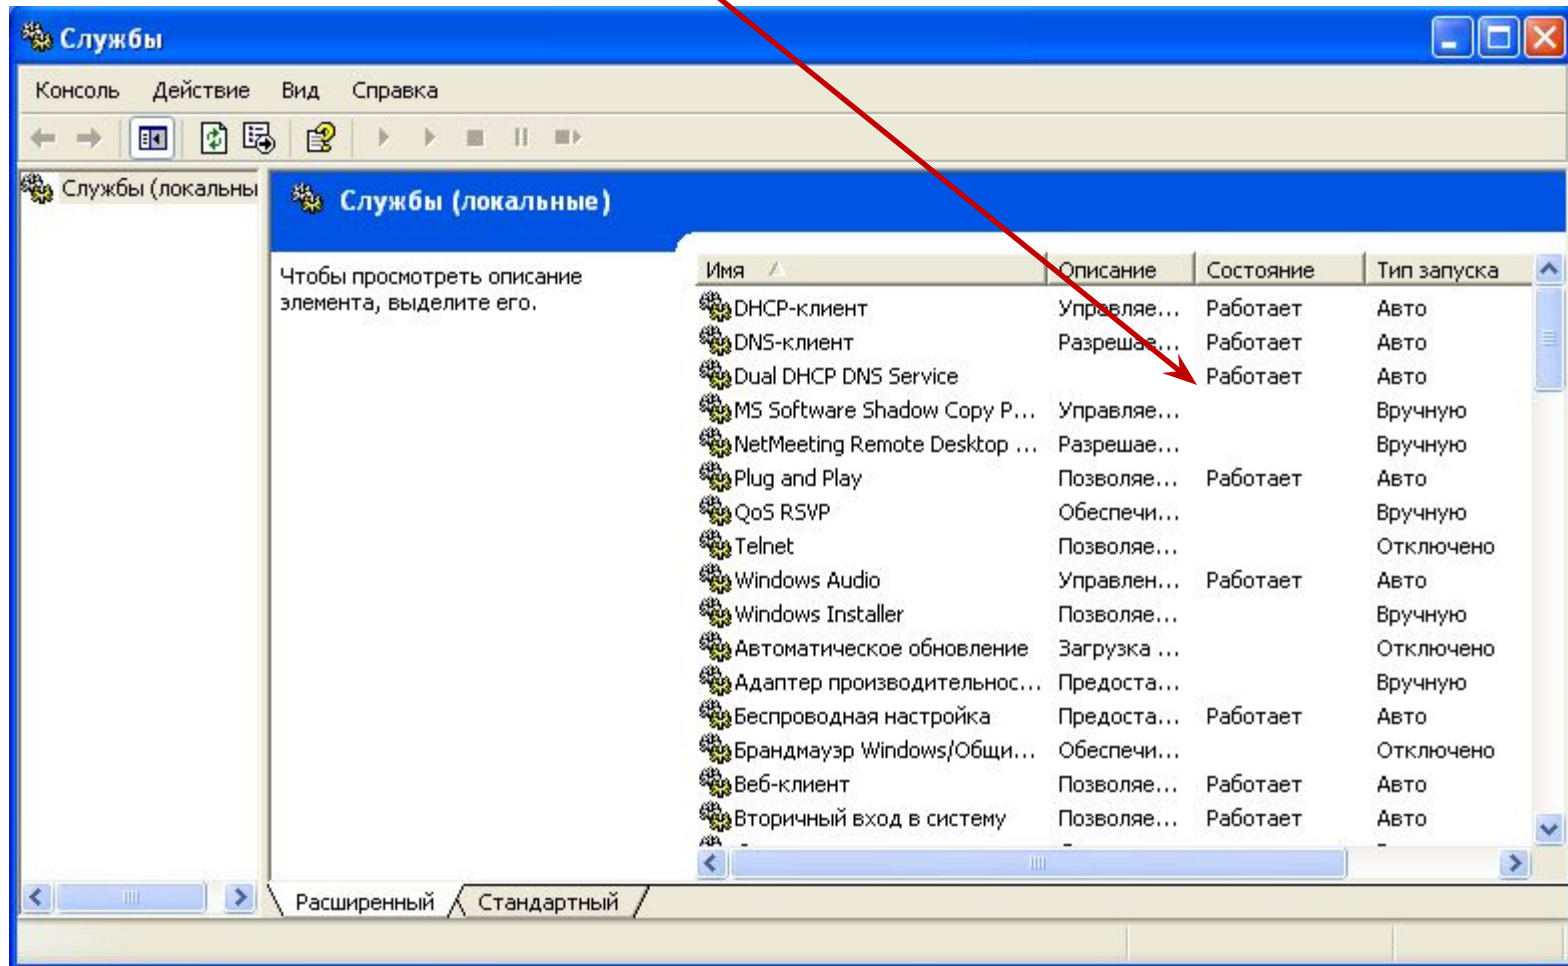 Службы
Консоль Действие Вид Справка
Службы (локальны
Службы (локальные)
Чтобы просмотреть описание
элемента, выделите его.
Имя Описание Состояние Тип запуска
DHCP-клиент Управляе... Работает Авто
DNS-клиент Разрешае... Работает Авто
Dual DHCP DNS Service Работает Авто
MS Software Shadow Copy P... Управляе... Вручную
NetMeeting Remote Desktop ... Разрешае... Вручную
Plug and Play Позволяе... Работает Авто
QoS RSVP Обеспечи... Вручную
Telnet Позволяе... Отключено
Windows Audio Управлен... Работает Авто
Windows Installer Позволяе... Вручную
Автоматическое обновление Загрузка ... Отключено
Адаптер производительнос... Предоста... Вручную
Беспроводная настройка Предоста... Работает Авто
Брандмауэр Windows/Общи... Обеспечи... Отключено
Веб-клиент Позволяе... Работает Авто
Вторичный вход в систему Позволяе... Работает Авто
Расширенный Стандартный